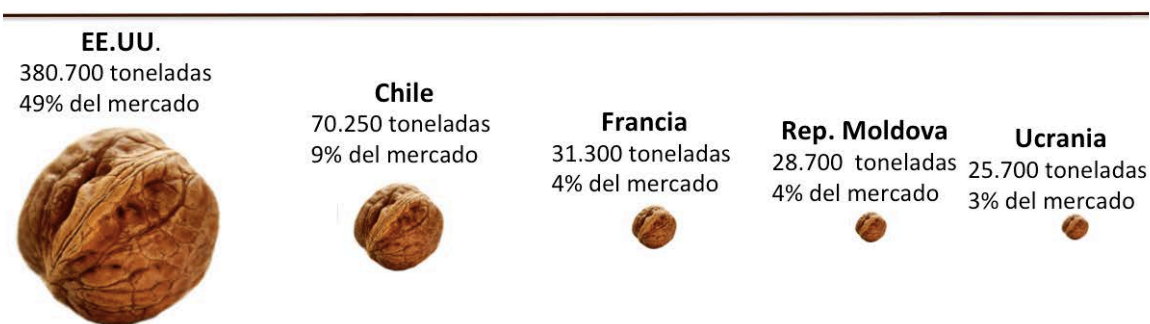 EE.UU.
380.700 toneladas
49% del mercado
Chile
70.250 toneladas
9% del mercado
Francia
31.300 toneladas
4% del mercado
Rep. Moldova
28.700 toneladas
4% del mercado
Ucrania
25.700 toneladas
3% del mercado